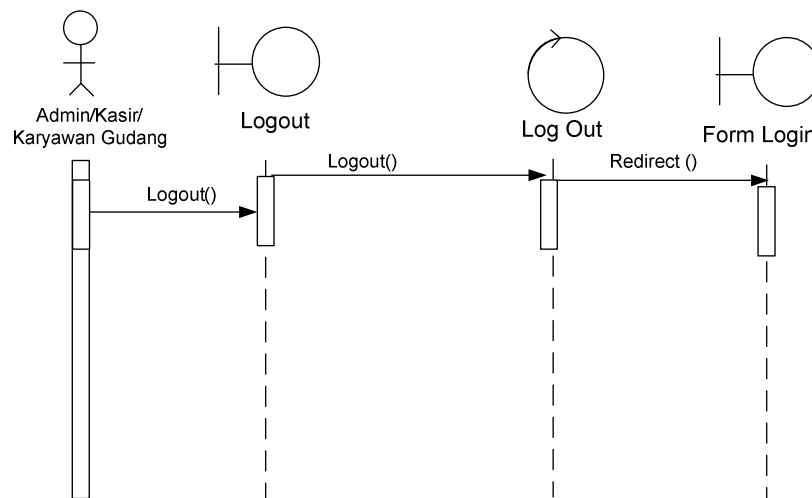 Admin/Kasir/
Karyawan Gudang
Logout
Log Out
Form Login
Logout()
Logout()
Redirect ()